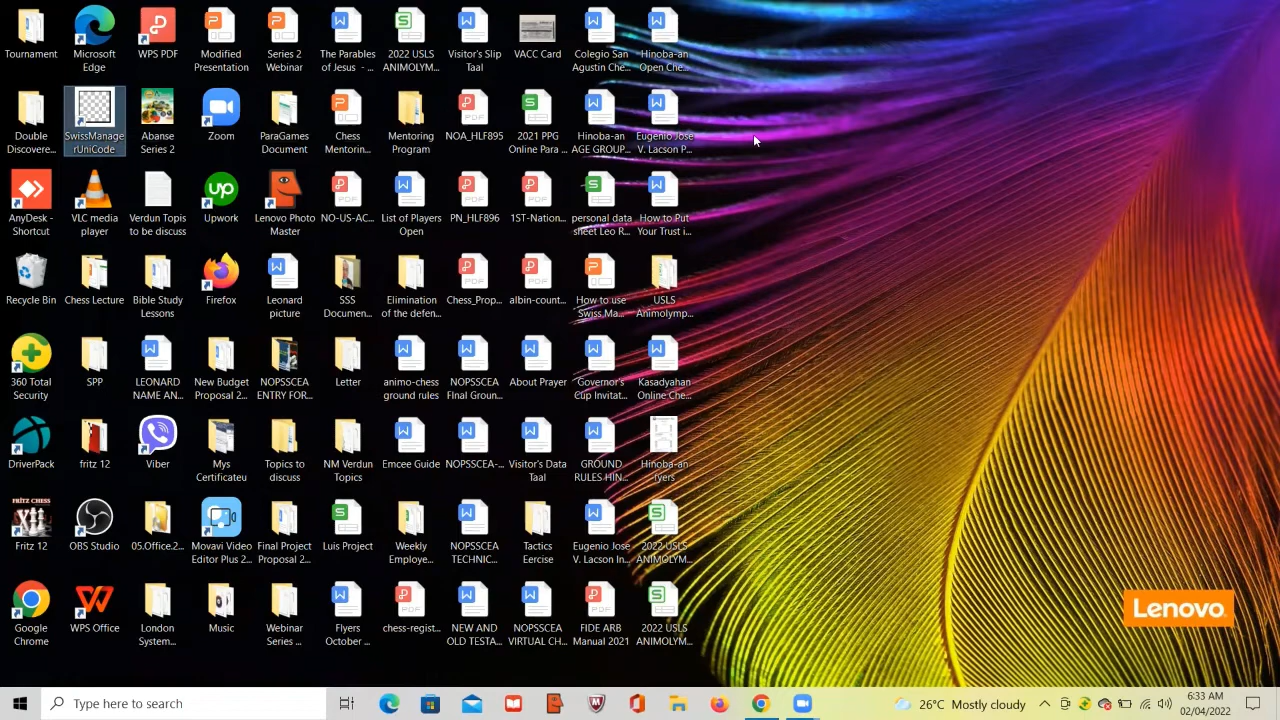 Tournament
Microsoft
Edge
WPS PDF
Modified
Presentation
Series 2
Webinar
The Parables
of Jesus - ...
2022 USLS
ANIMOLYM...
Visitor's Slip
Taal
VACC Card
Colegio San
Agustin Che...
Hinoba-an
Open Che...
Double
Discovere...
SwissManage
rUniCode
Abanse
Series 2
Zoom
ParaGames
Document
Chess
Mentorin...
Mentoring
Program
NOA_HLF895
2021 PPG
Online Para ...
Hinoba-an
AGE GROUP...
Eugenio Jose
V. Lacson P...
AnyDesk -
Shortcut
VLC media
player
Verdun Topis
to be discuss
Upwork
Lenovo Photo
Master
NO-US-AC...
List of Players
Open
PN_HLF896
1ST-Nation...
personal data
sheet Leo R...
How to Put
Your Trust i...
Recycle Bin
Chess Lecture
Bible Study
Lessons
Firefox
Leonard
picture
SSS
Documen...
Elimination
of the defen...
Chess_Prop...
albin-count...
How to use
Swiss Ma...
USLS
Animolymp...
360 Total
Security
SPP
LEONARD
NAME AN...
New Budget
Proposal 2...
NOPSSCEA
ENTRY FOR...
Letter
animo-chess
ground rules
NOPSSCEA
FInal Groun...
About Prayer
Governor's
Cup Invitat...
Kasadyahan
Online Che...
DriverPack
fritz 12
Viber
Mys
Certificateu
Topics to
discuss
NM Verdun
Topics
Emcee Guide
NOPSSCEA-...
Visitor's Data
Taal
GROUND
RULES HIN...
Hinoba-an
fyers
Fritz 12
OBS Studio
05.Office.2...
Movavi Video
Editor Plus 2...
Final Project
Proposal 2...
Luis Project
Weekly
Employe...
NOPSSCEA
TECHNIC...
Tactics
Eercise
Eugenio Jose
V. Lacson In...
2022 USLS
ANIMOLYM...
Google
Chrome
WPS Office
London
System...
Music
Webinar
Series ...
Flyers
October ...
chess-regist...
NEW AND
OLD TESTA...
NOPSSCEA
VIRTUAL CH...
FIDE ARB
Manual 2021
2022 USLS
ANIMOLYM...
Lenovo
Type here to search
26°C Mostly cloudy
6:33 AM
02/04/2022